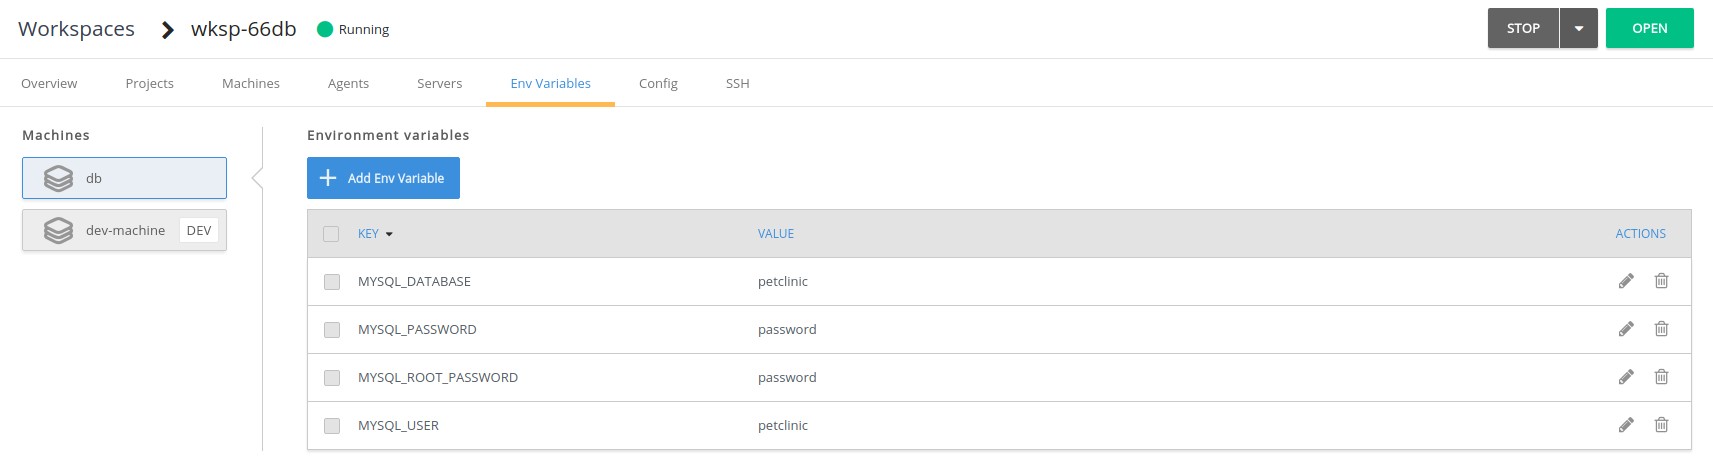 Workspaces wksp-66db Running STOP OPEN
Overview Projects Machines Agents Servers Env Variables Config SSH
Machines
db
dev-machine DEV
Environment variables
Add Env Variable
KEY VALUE ACTIONS
MYSQL_DATABASE petclinic
MYSQL_PASSWORD password
MYSQL_ROOT_PASSWORD password
MYSQL_USER petclinic